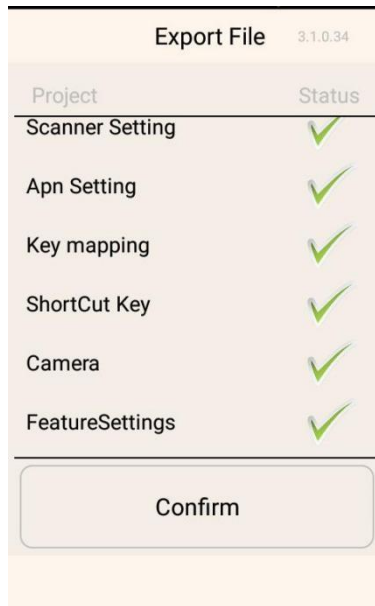 Export File 3.1.0.34
Project Status
Scanner Setting
Apn Setting
Key mapping
ShortCut Key
Camera
FeatureSettings
Confirm